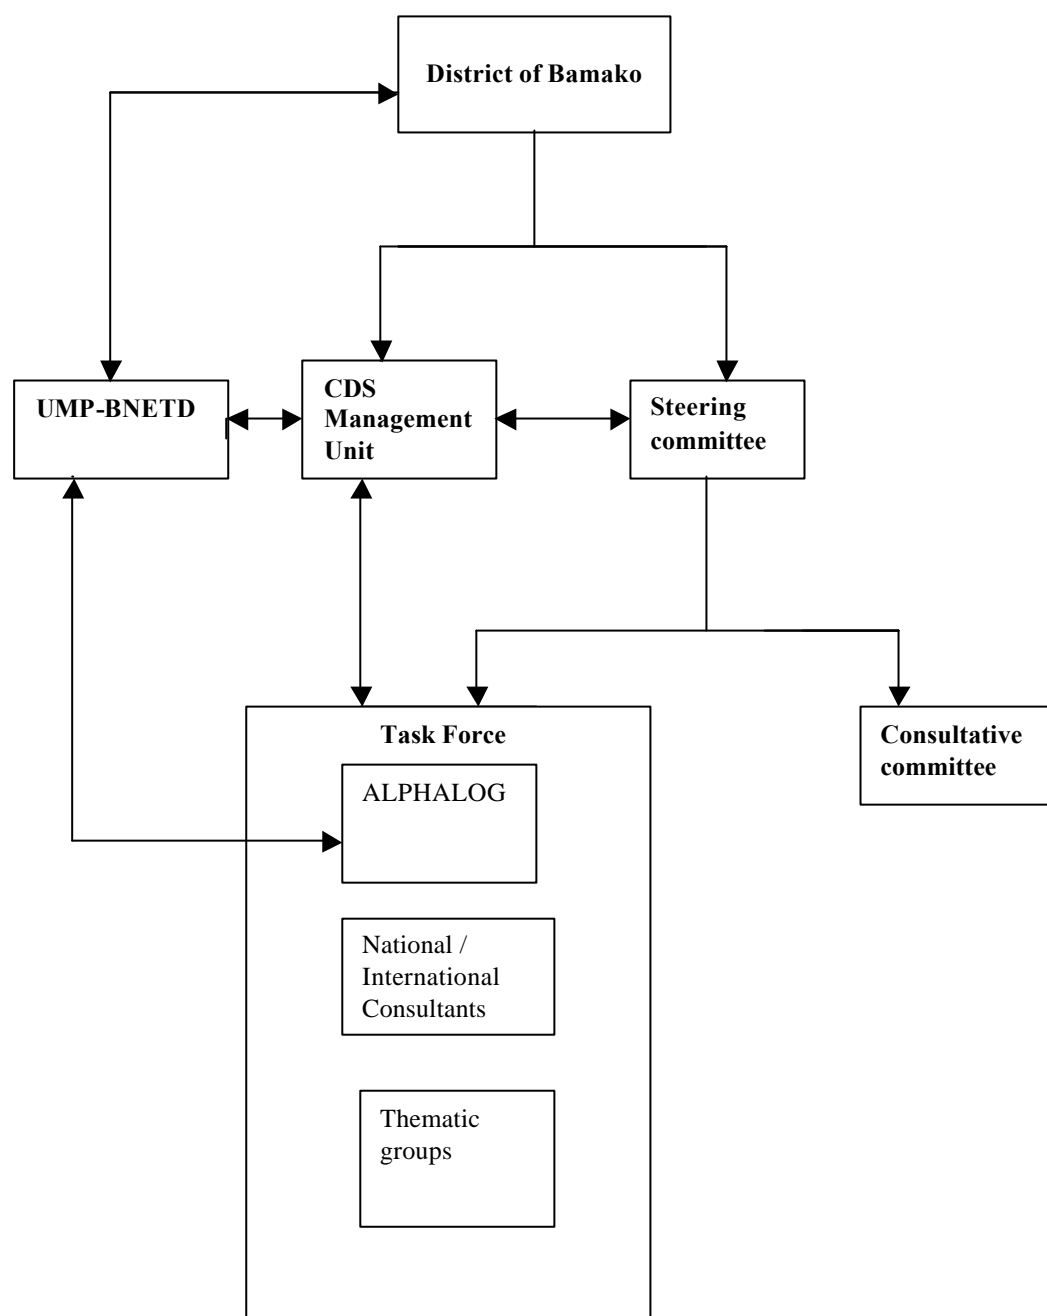 District of Bamako
UMP-BNETD
CDS
Management
Unit
Steering
committee
Task Force
Consultative
committee
ALPHALOG
National /
International
Consultants
Thematic
groups